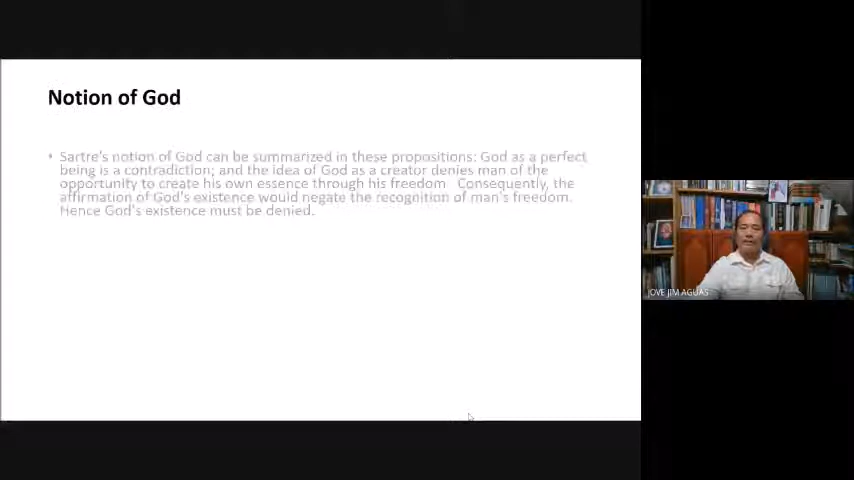 Notion of God
• Sartre's notion of God can be summarized in these propositions: God as a perfect
being is a contradiction; and the idea of God as a creator denies man of the
opportunity to create his own essence through his freedom. Consequently, the
affirmation of God's existence would negate the recognition of man's freedom.
Hence God's existence must be denied.
JOVE JIM AGUAS